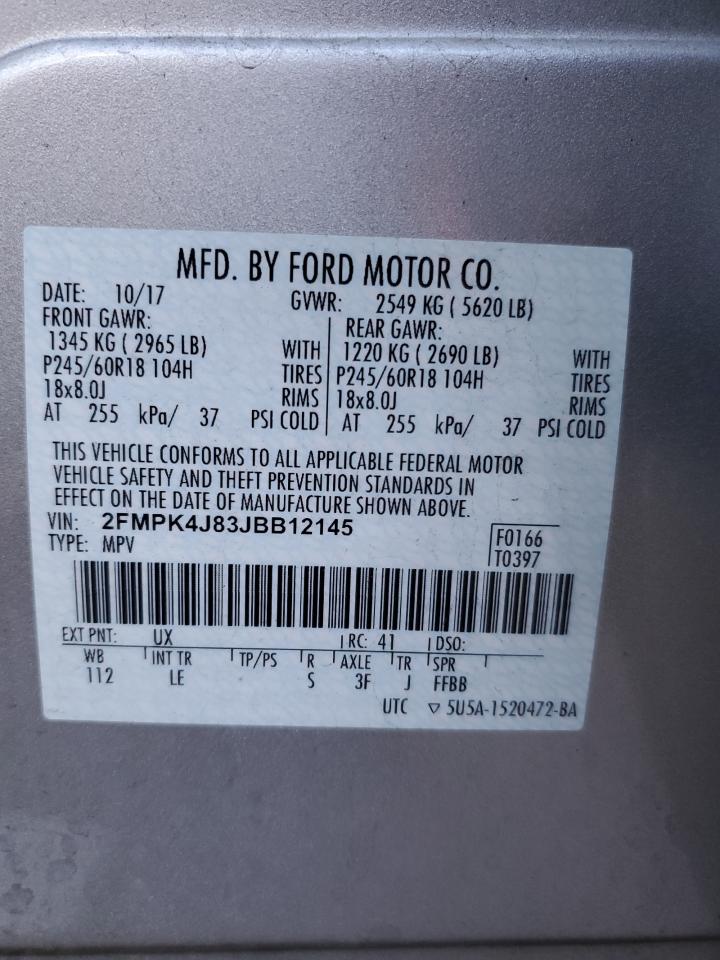 MFD. BY FORD MOTOR CO.
DATE: 10/17 GVWR: 2549 KG ( 5620 LB)
FRONT GAWR: REAR GAWR:
1345 KG ( 2965 LB) WITH 1220 KG ( 2690 LB) WITH
P245/60R18 104H TIRES P245/60R18 104H TIRES
18x8.0J RIMS 18x8.0J RIMS
AT 255 kPa/ 37 PSI COLD AT 255 kPa/ 37 PSI COLD
THIS VEHICLE CONFORMS TO ALL APPLICABLE FEDERAL MOTOR
VEHICLE SAFETY AND THEFT PREVENTION STANDARDS IN
EFFECT ON THE DATE OF MANUFACTURE SHOWN ABOVE.
VIN: 2FMPK4J83JBB12145 F0166
TYPE: MPV T0397
EXT PNT: UX RC: 41 DSO:
WB INT TR TP/PS R AXLE TR SPR
112 LE S 3F J FFBB
UTC ▽ 5U5A-1520472-BA